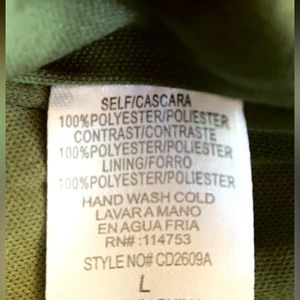 SELF/CASCARA
100%POLYESTER/POLIESTER
CONTRAST/CONTRASTE
100%POLYESTER/POLIESTER
LINING/FORRO
100%POLYESTER/POLIESTER
HAND WASH COLD
LAVAR A MANO
EN AGUA FRIA
RN# :114753
STYLE NO# CD2609A
L